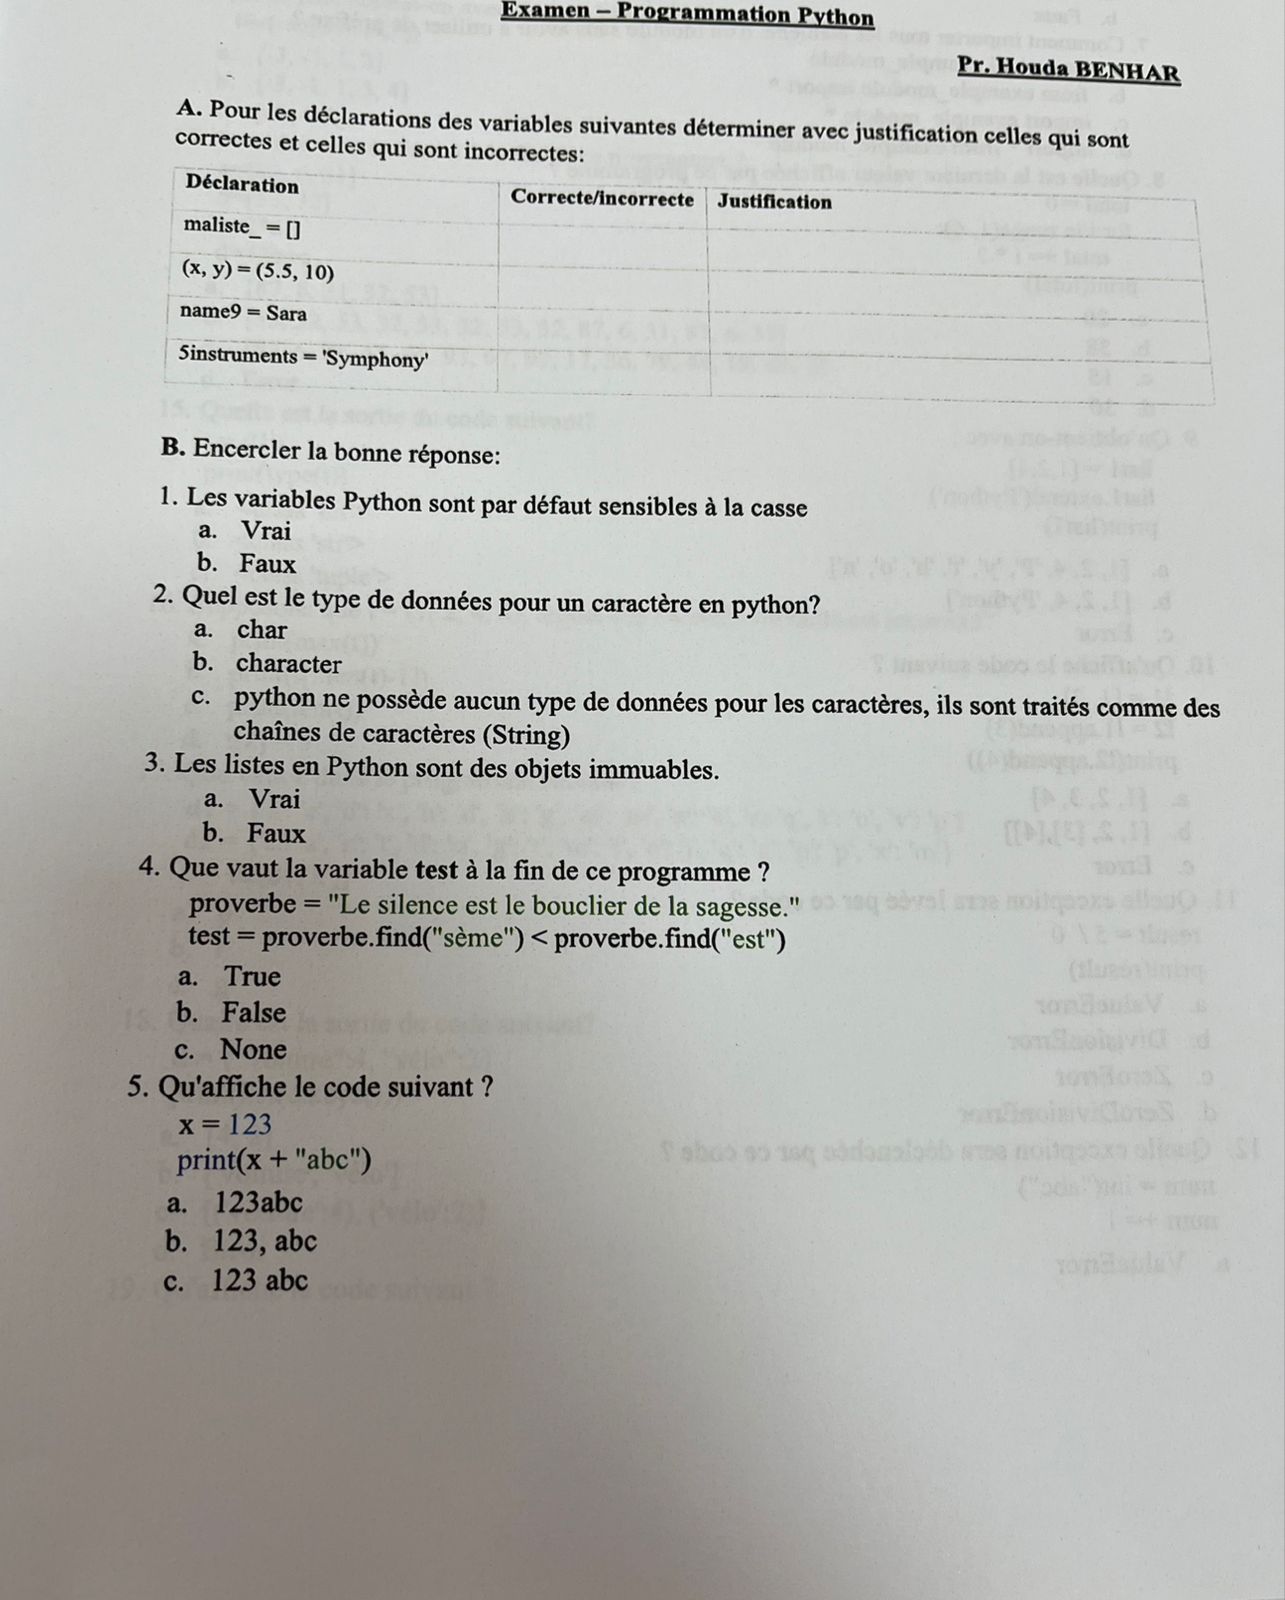 Examen – Programmation Python
Pr. Houda BENHAR
A. Pour les déclarations des variables suivantes déterminer avec justification celles qui sont
correctes et celles qui sont incorrectes:
Déclaration
Correcte/incorrecte
Justification
maliste_ = []
(x, y) = (5.5, 10)
name9 = Sara
5instruments = 'Symphony'
B. Encercler la bonne réponse:
1. Les variables Python sont par défaut sensibles à la casse
a. Vrai
b. Faux
2. Quel est le type de données pour un caractère en python?
a. char
b. character
c. python ne possède aucun type de données pour les caractères, ils sont traités comme des
chaînes de caractères (String)
3. Les listes en Python sont des objets immuables.
a. Vrai
b. Faux
4. Que vaut la variable test à la fin de ce programme ?
proverbe = "Le silence est le bouclier de la sagesse."
test = proverbe.find("sème") < proverbe.find("est")
a. True
b. False
c. None
5. Qu'affiche le code suivant ?
x = 123
print(x + "abc")
a. 123abc
b. 123, abc
c. 123 abc